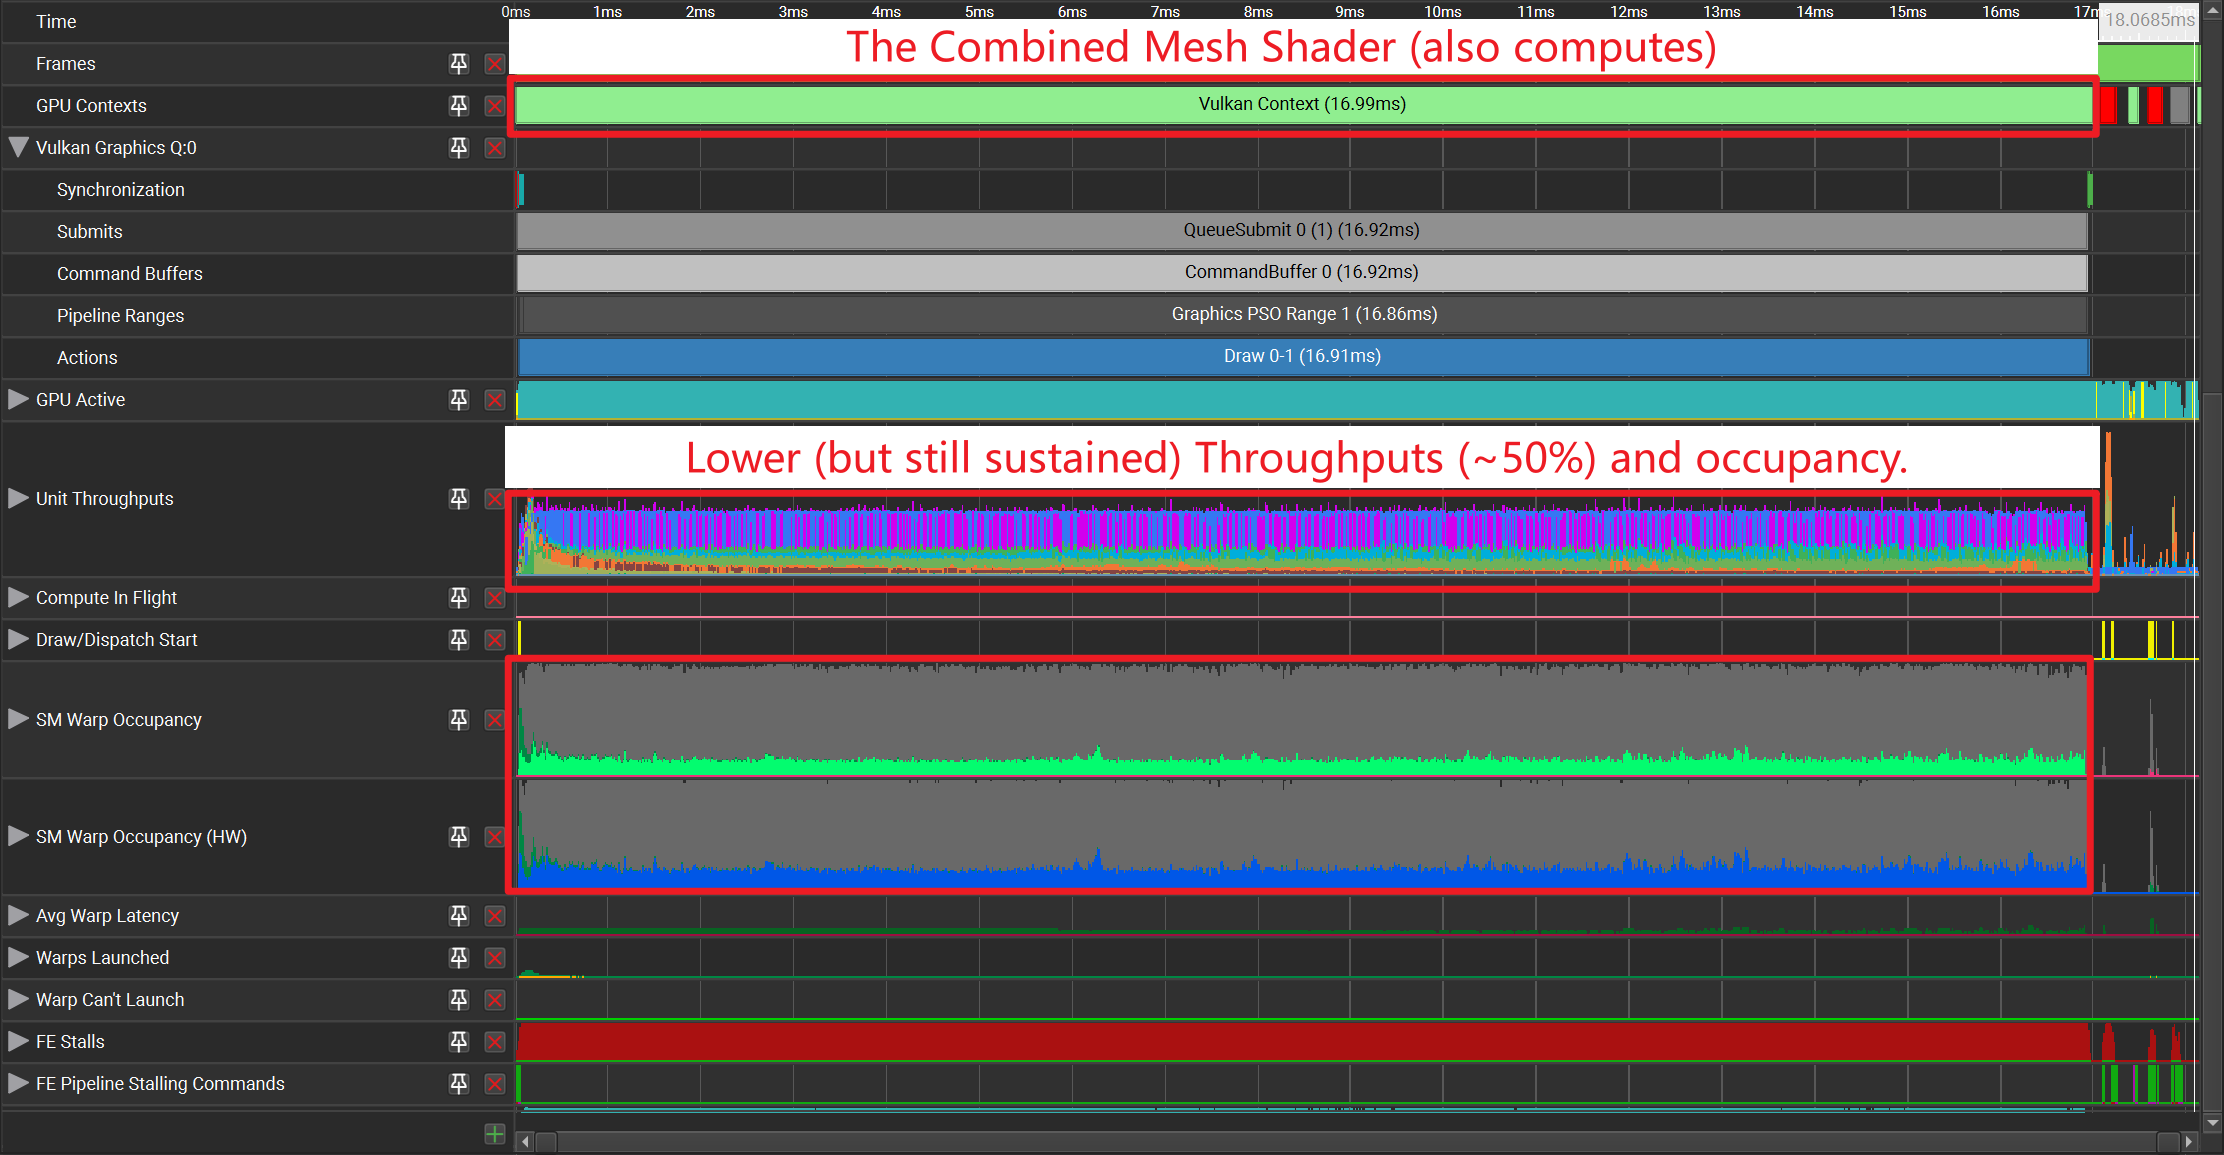 Time
0ms 1ms 2ms 3ms 4ms 5ms 6ms 7ms 8ms 9ms 10ms 11ms 12ms 13ms 14ms 15ms 16ms 17ms
18.0685ms
The Combined Mesh Shader (also computes)
Frames
GPU Contexts
Vulkan Context (16.99ms)
Vulkan Graphics Q:0
Synchronization
Submits
QueueSubmit 0 (1) (16.92ms)
Command Buffers
CommandBuffer 0 (16.92ms)
Pipeline Ranges
Graphics PSO Range 1 (16.86ms)
Actions
Draw 0-1 (16.91ms)
GPU Active
Lower (but still sustained) Throughputs (~50%) and occupancy.
Unit Throughputs
Compute In Flight
Draw/Dispatch Start
SM Warp Occupancy
SM Warp Occupancy (HW)
Avg Warp Latency
Warps Launched
Warp Can't Launch
FE Stalls
FE Pipeline Stalling Commands